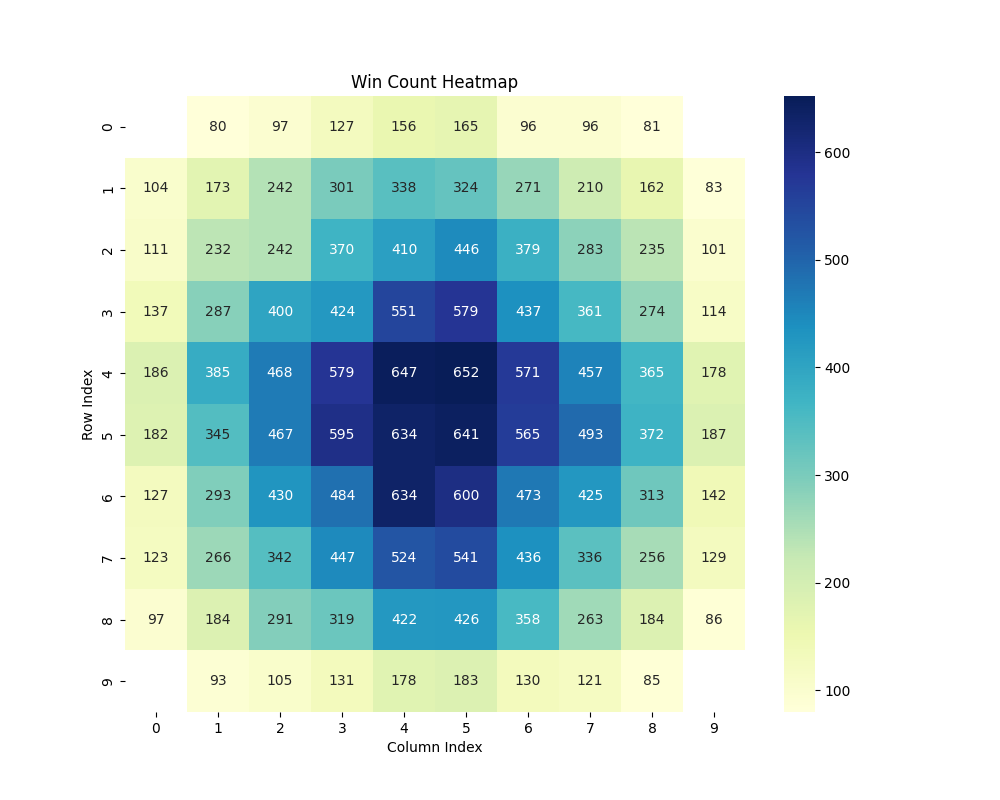 Win Count Heatmap
0 80 97 127 156 165 96 96 81
1 104 173 242 301 338 324 271 210 162 83
2 111 232 242 370 410 446 379 283 235 101
3 137 287 400 424 551 579 437 361 274 114
4 186 385 468 579 647 652 571 457 365 178
5 182 345 467 595 634 641 565 493 372 187
6 127 293 430 484 634 600 473 425 313 142
7 123 266 342 447 524 541 436 336 256 129
8 97 184 291 319 422 426 358 263 184 86
9 93 105 131 178 183 130 121 85
0 1 2 3 4 5 6 7 8 9
Column Index
Row Index
600
500
400
300
200
100